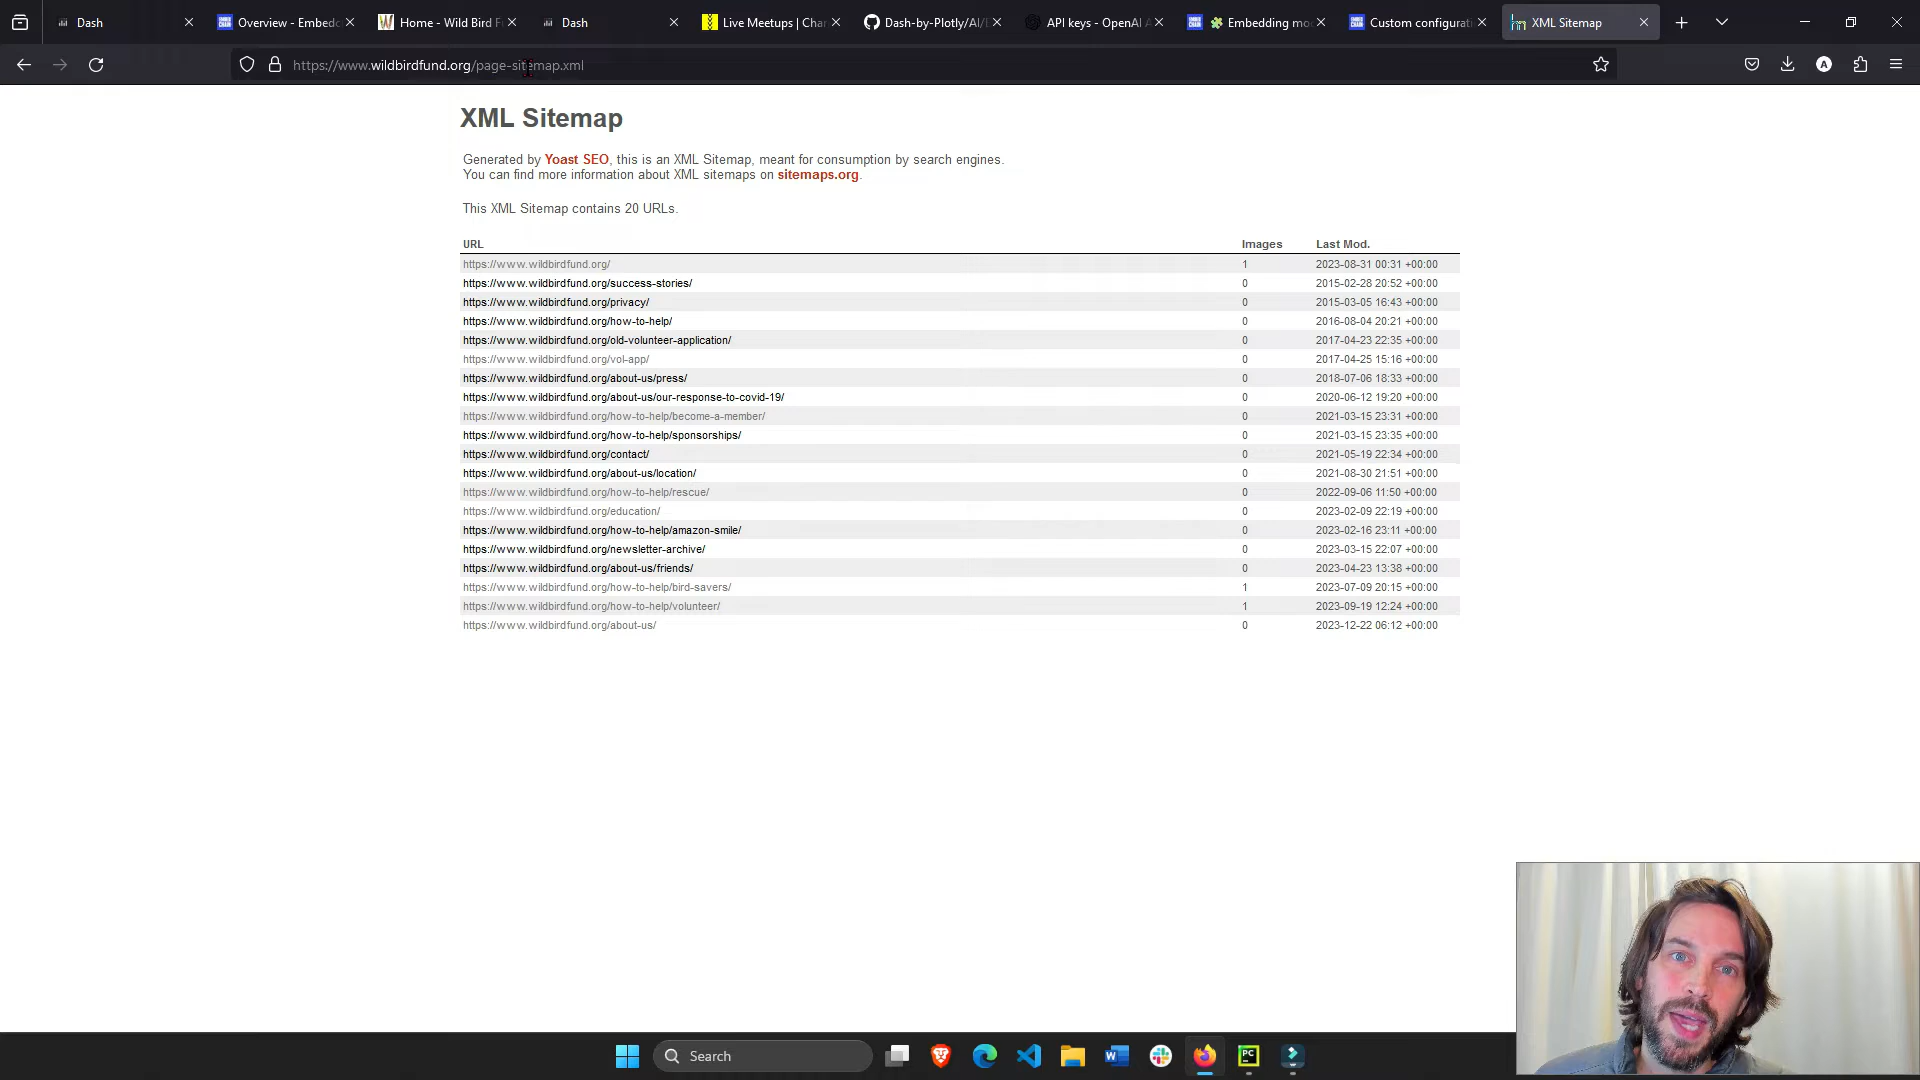 Dash
Overview - Embedc
Home - Wild Bird F
Dash
Live Meetups | Cha
Dash-by-Plotly/AI/
API keys - OpenAI A
Embedding mo
Custom configurat
XML Sitemap
https://www.wildbirdfund.org/page-sitemap.xml
XML Sitemap
Generated by Yoast SEO, this is an XML Sitemap, meant for consumption by search engines.
You can find more information about XML sitemaps on sitemaps.org.
This XML Sitemap contains 20 URLs.
URL Images Last Mod.
https://www.wildbirdfund.org/ 1 2023-08-31 00:31 +00:00
https://www.wildbirdfund.org/success-stories/ 0 2015-02-28 20:52 +00:00
https://www.wildbirdfund.org/privacy/ 0 2015-03-05 16:43 +00:00
https://www.wildbirdfund.org/how-to-help/ 0 2016-08-04 20:21 +00:00
https://www.wildbirdfund.org/old-volunteer-application/ 0 2017-04-23 22:35 +00:00
https://www.wildbirdfund.org/vol-app/ 0 2017-04-25 15:16 +00:00
https://www.wildbirdfund.org/about-us/press/ 0 2018-07-06 18:33 +00:00
https://www.wildbirdfund.org/about-us/our-response-to-covid-19/ 0 2020-06-12 19:20 +00:00
https://www.wildbirdfund.org/how-to-help/become-a-member/ 0 2021-03-15 23:31 +00:00
https://www.wildbirdfund.org/how-to-help/sponsorships/ 0 2021-03-15 23:35 +00:00
https://www.wildbirdfund.org/contact/ 0 2021-05-19 22:34 +00:00
https://www.wildbirdfund.org/about-us/location/ 0 2021-08-30 21:51 +00:00
https://www.wildbirdfund.org/how-to-help/rescue/ 0 2022-09-06 11:50 +00:00
https://www.wildbirdfund.org/education/ 0 2023-02-09 22:19 +00:00
https://www.wildbirdfund.org/how-to-help/amazon-smile/ 0 2023-02-16 23:11 +00:00
https://www.wildbirdfund.org/newsletter-archive/ 0 2023-03-15 22:07 +00:00
https://www.wildbirdfund.org/about-us/friends/ 0 2023-04-23 13:38 +00:00
https://www.wildbirdfund.org/how-to-help/bird-savers/ 1 2023-07-09 20:15 +00:00
https://www.wildbirdfund.org/how-to-help/volunteer/ 1 2023-09-19 12:24 +00:00
https://www.wildbirdfund.org/about-us/ 0 2023-12-22 06:12 +00:00
Search